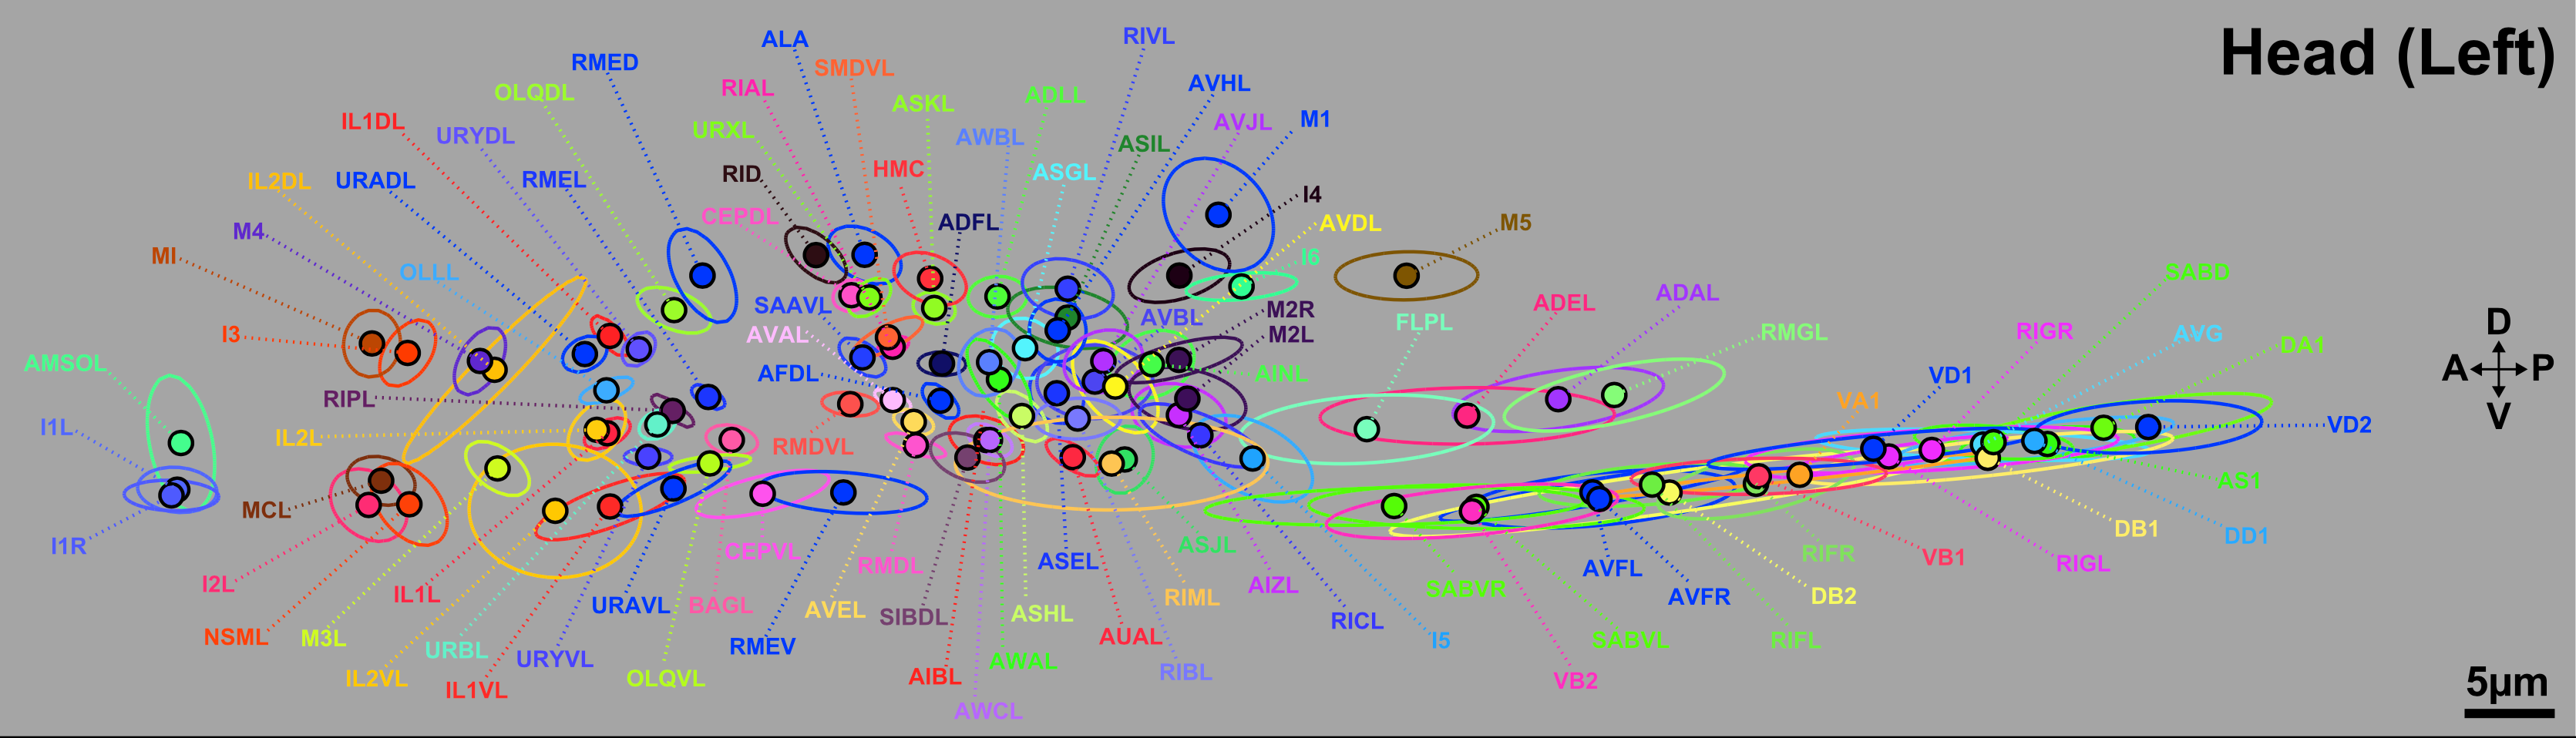 Head (Left)
ALA
RIVL
RMED
SMDVL
AVHL
OLQDL
RIAL
ASKL
ADLL
M1
IL1DL
URYDL
URXL
AWBL
AVJL
ASIL
IL2DL
URADL
RMEL
RID
HMC
ASGL
I4
M4
CEPDL
ADFL
AVDL
M5
MI
OLLL
I6
SABD
SAAVL
AVBL
M2R
ADEL
ADAL
I3
AVAL
M2L
FLPL
RMGL
RIGR
AVG
DA1
D
AMSOL
AFDL
AINL
VD1
A
P
RIPL
VA1
V
I1L
IL2L
RMDVL
VD2
MCL
AS1
5µm
I1R
CEPVL
RMDL
ASEL
ASJL
RIFR
VB1
DB1
DD1
RIGL
I2L
IL1L
URAVL
BAGL
AVEL
SIBDL
ASHL
RIML
AIZL
SABVR
AVFL
AVFR
DB2
NSML
M3L
URBL
URYVL
RMEV
AUAL
RICL
I5
SABVL
RIFL
IL2VL
IL1VL
OLQVL
AIBL
AWAL
RIBL
VB2
AWCL